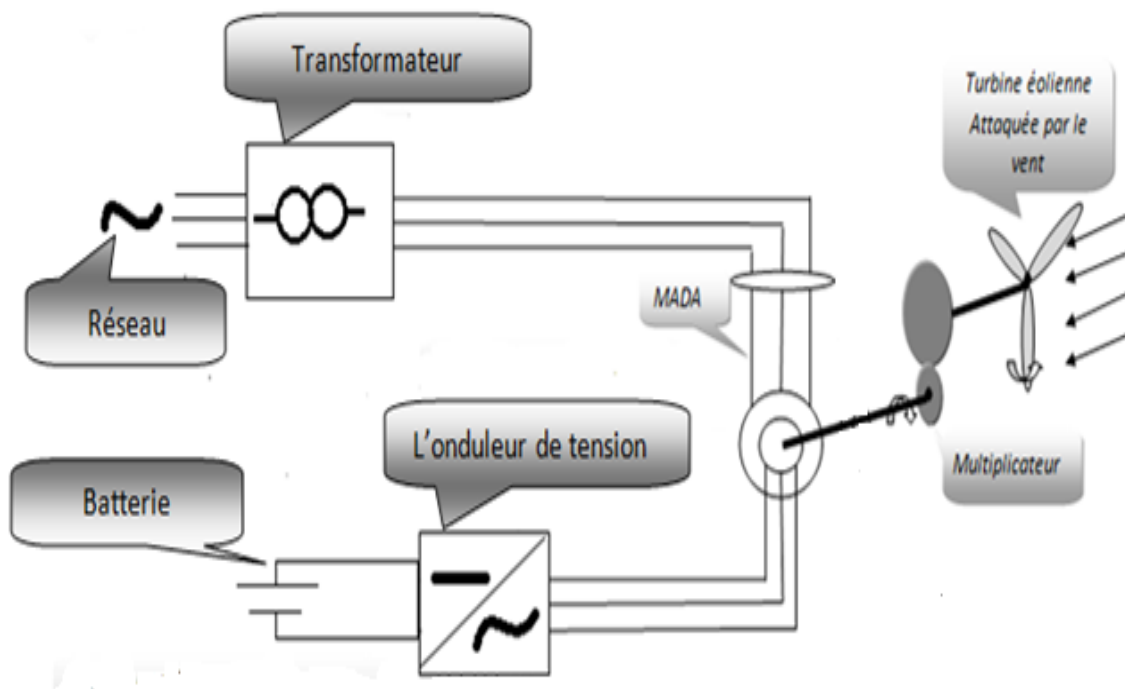 Transformateur
Turbine éolienne
Attaquée par le
vent
MADA
Réseau
L'onduleur de tension
Multiplicateur
Batterie